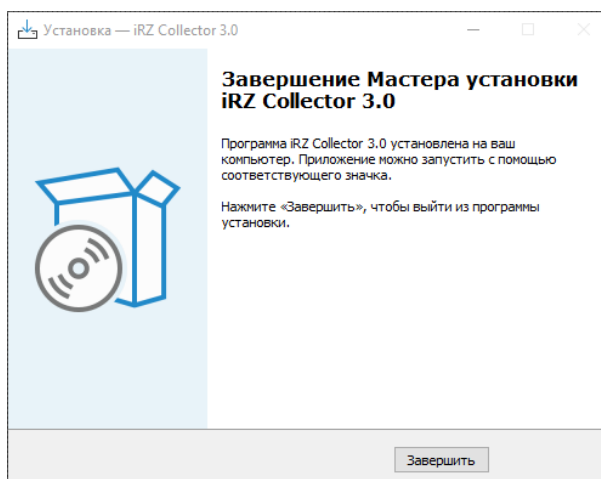 Установка — iRZ Collector 3.0
Завершение Мастера установки
iRZ Collector 3.0
Программа iRZ Collector 3.0 установлена на ваш
компьютер. Приложение можно запустить с помощью
соответствующего значка.
Нажмите «Завершить», чтобы выйти из программы
установки.
Завершить